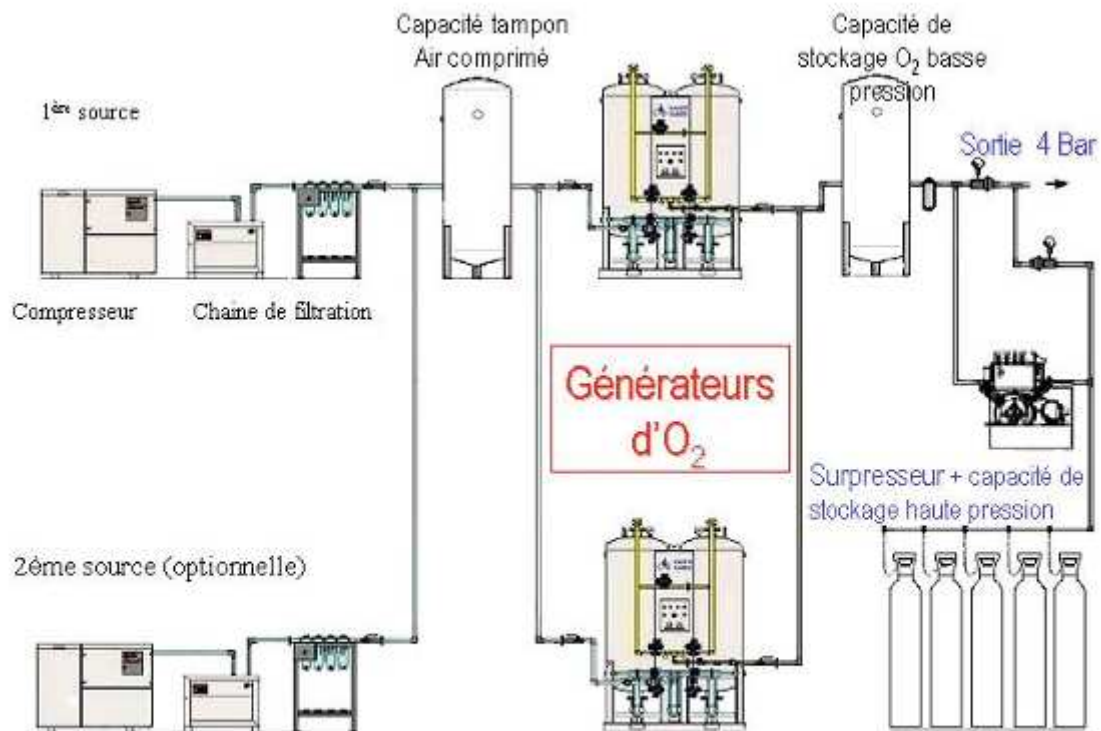 Capacité tampon
Air comprimé
Capacité de
stockage O₂ basse
pression
1ère source
Sortie 4 Bar
Compresseur
Chaine de filtration
Générateurs
d'O₂
Surpresseur + capacité de
stockage haute pression
2ème source (optionnelle)